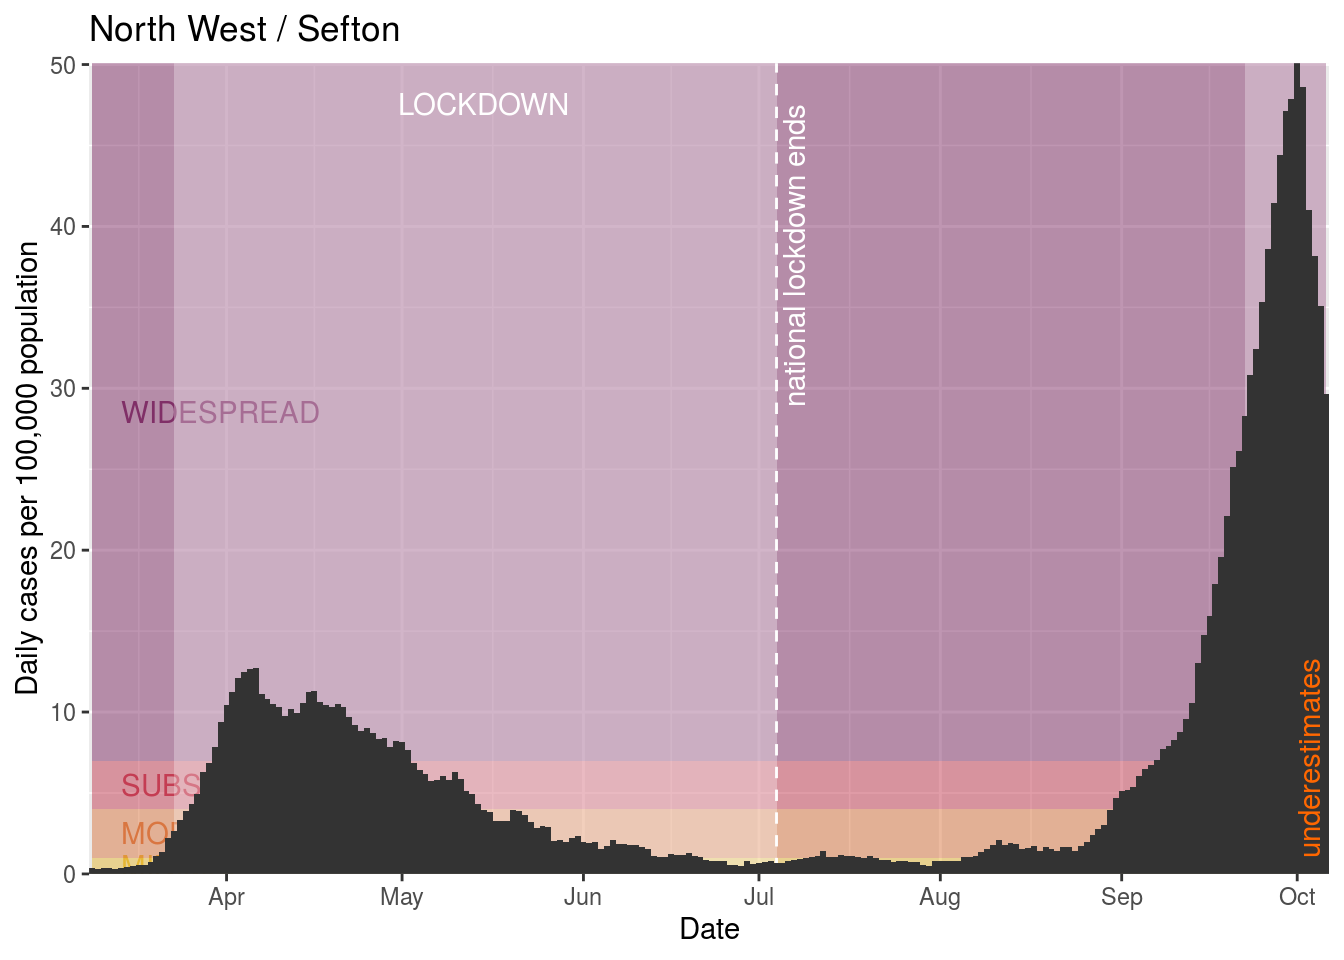 North West / Sefton
Daily cases per 100,000 population
50
40
30
20
10
0
LOCKDOWN
national lockdown ends
WIDESPREAD
SUBS
underestimates
Apr
May
Jun
Jul
Aug
Sep
Oct
Date